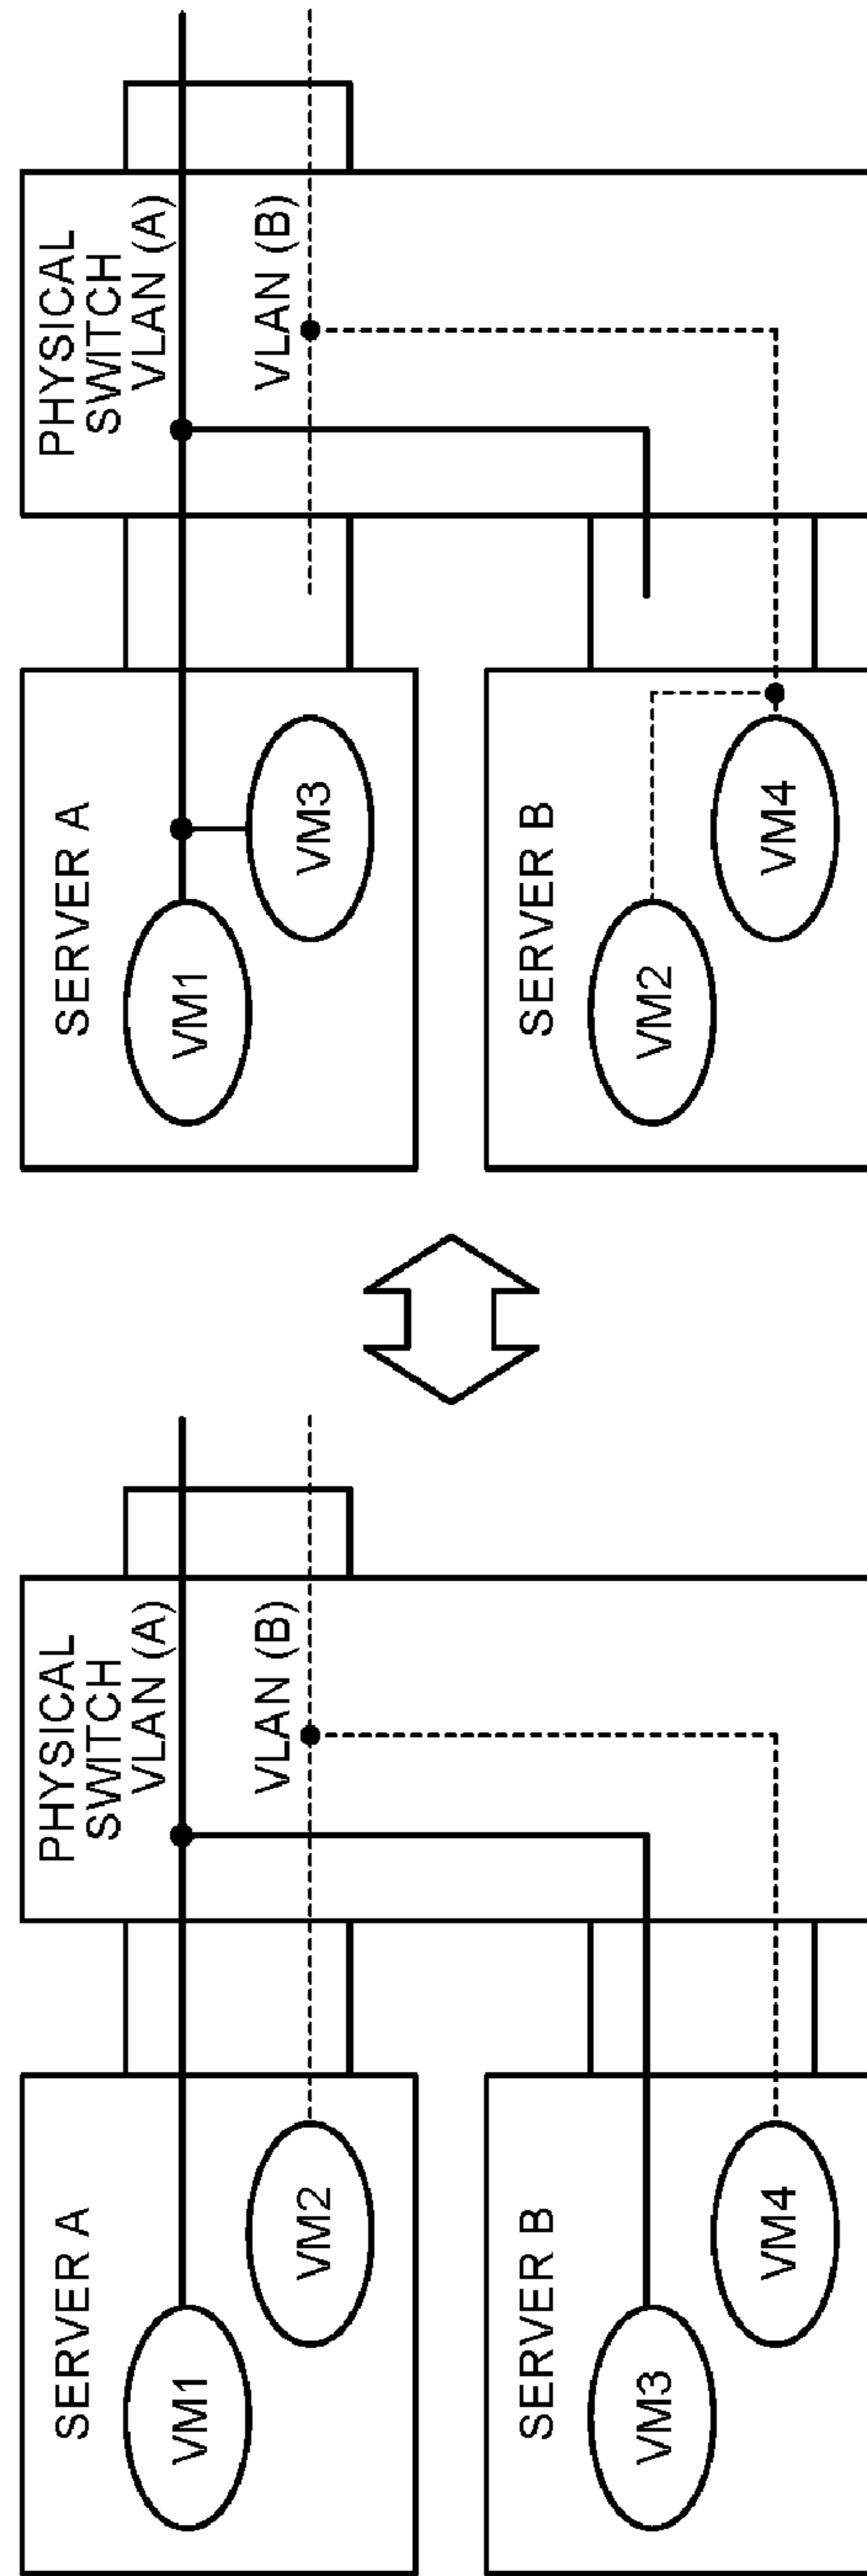 SERVER A
VM1
VM2
SERVER B
VM3
VM4
PHYSICAL
SWITCH
VLAN (A)
VLAN (B)
SERVER A
VM1
VM3
SERVER B
VM2
VM4
PHYSICAL
SWITCH
VLAN (A)
VLAN (B)